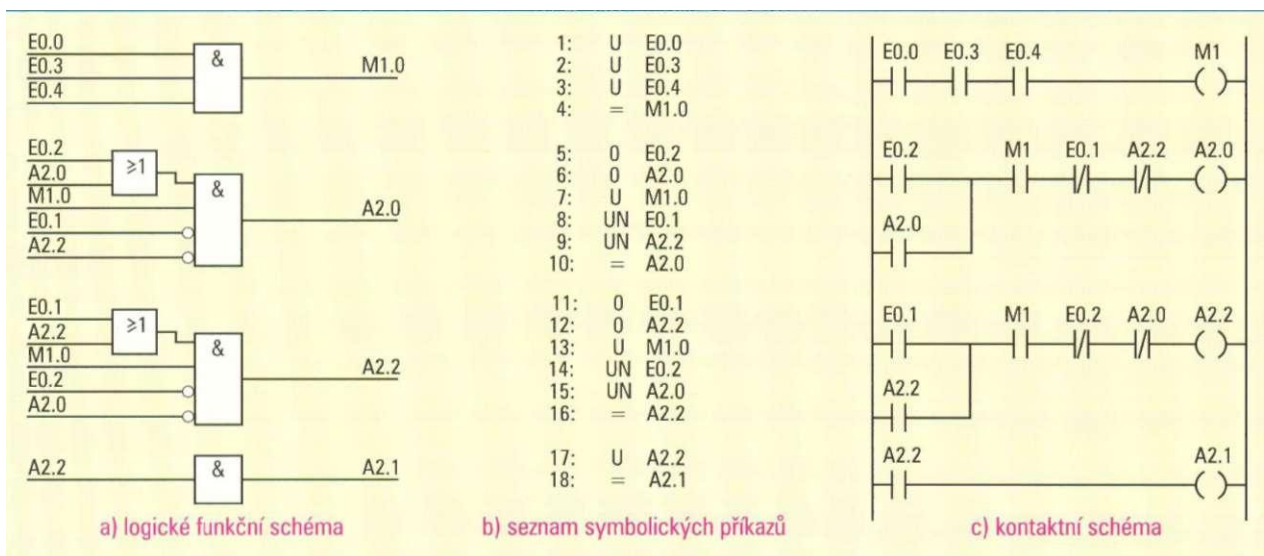 E0.0
E0.3
E0.4
&
M1.0
E0.2
A2.0
≥1
M1.0
E0.1
A2.2
&
A2.0
E0.1
A2.2
≥1
M1.0
E0.2
A2.0
&
A2.2
A2.2
&
A2.1
a) logické funkční schéma
1: U E0.0
2: U E0.3
3: U E0.4
4: = M1.0
5: 0 E0.2
6: 0 A2.0
7: U M1.0
8: UN E0.1
9: UN A2.2
10: = A2.0
11: 0 E0.1
12: 0 A2.2
13: U M1.0
14: UN E0.2
15: UN A2.0
16: = A2.2
17: U A2.2
18: = A2.1
b) seznam symbolických příkazů
E0.0 E0.3 E0.4 M1
E0.2 M1 E0.1 A2.2 A2.0
A2.0
E0.1 M1 E0.2 A2.0 A2.2
A2.2
A2.2 A2.1
c) kontaktní schéma